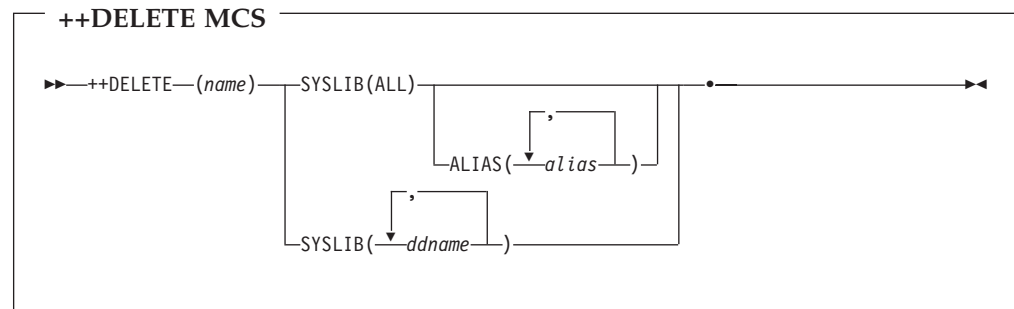 ++DELETE MCS
►►—++DELETE—(name)—SYSLIB(ALL)—•—►◄
,
ALIAS(alias)
,
SYSLIB(ddname)